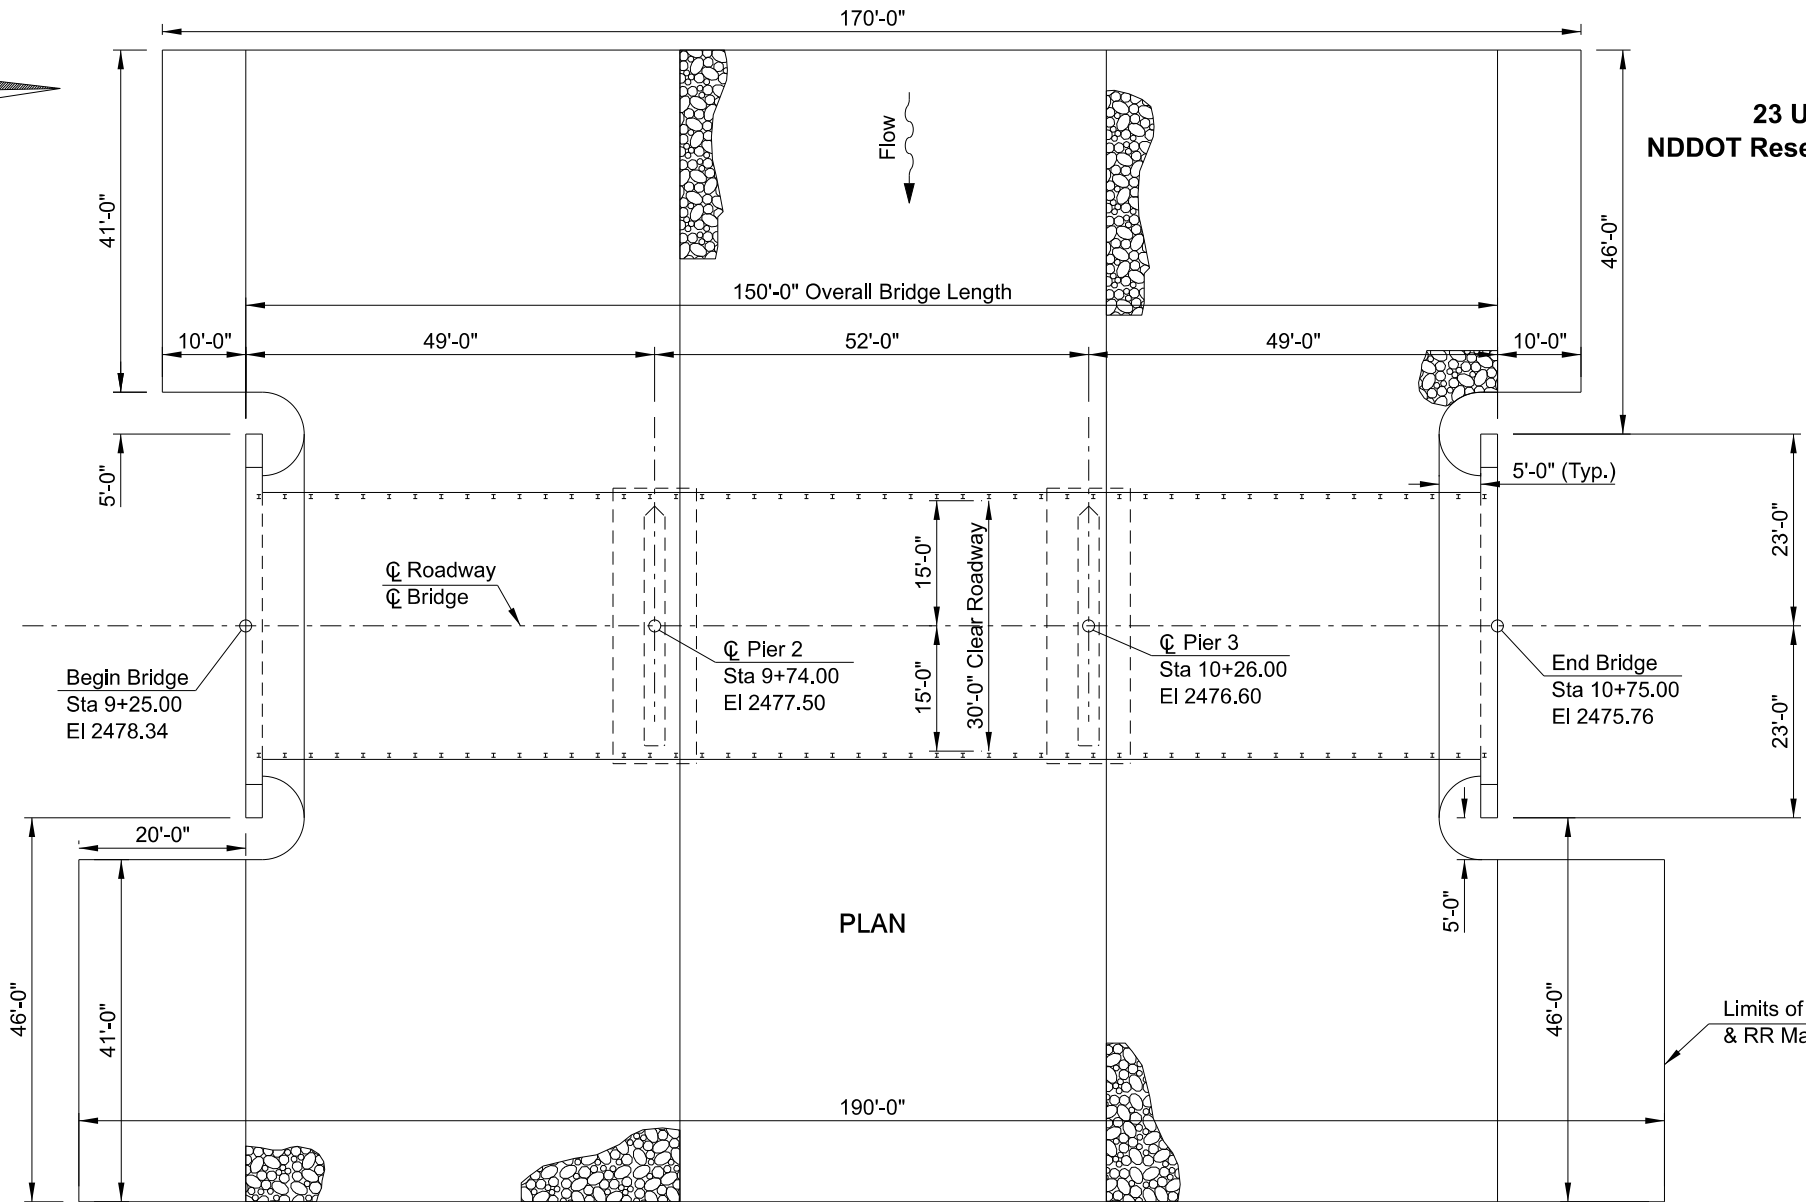 170'-0"
23 U
NDDOT Rese
Flow
41'-0"
46'-0"
150'-0" Overall Bridge Length
10'-0"
49'-0"
52'-0"
49'-0"
10'-0"
5'-0"
5'-0" (Typ.)
23'-0"
15'-0"
30'-0" Clear Roadway
℄ Roadway
℄ Bridge
Begin Bridge
Sta 9+25.00
El 2478.34
℄ Pier 2
Sta 9+74.00
El 2477.50
15'-0"
℄ Pier 3
Sta 10+26.00
El 2476.60
End Bridge
Sta 10+75.00
El 2475.76
23'-0"
20'-0"
5'-0"
PLAN
46'-0"
41'-0"
46'-0"
Limits of
& RR Ma
190'-0"